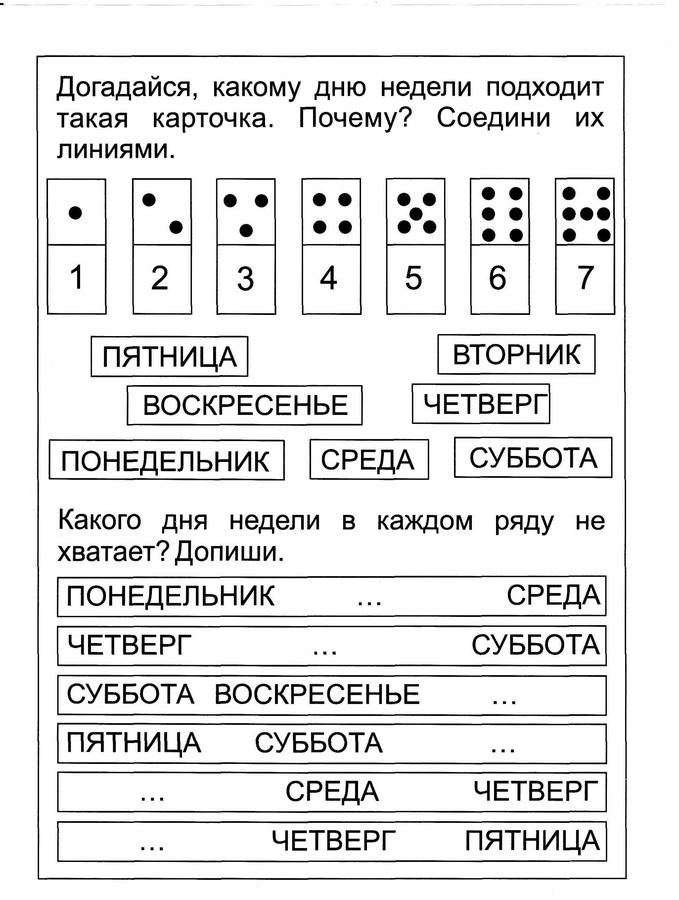 Догадайся, какому дню недели подходит
такая карточка. Почему? Соедини их
линиями.
1 2 3 4 5 6 7
ПЯТНИЦА ВТОРНИК
ВОСКРЕСЕНЬЕ ЧЕТВЕРГ
ПОНЕДЕЛЬНИК СРЕДА СУББОТА
Какого дня недели в каждом ряду не
хватает? Допиши.
ПОНЕДЕЛЬНИК ... СРЕДА
ЧЕТВЕРГ ... СУББОТА
СУББОТА ВОСКРЕСЕНЬЕ ...
ПЯТНИЦА СУББОТА ...
... СРЕДА ЧЕТВЕРГ
... ЧЕТВЕРГ ПЯТНИЦА